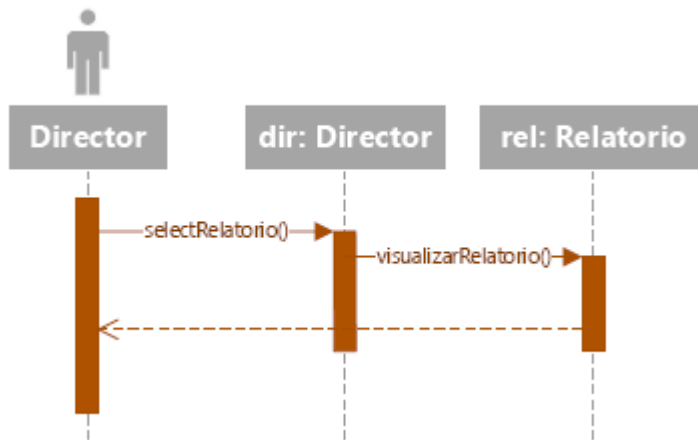 Director
dir: Director
rel: Relatorio
selectRelatorio()
visualizarRelatorio()